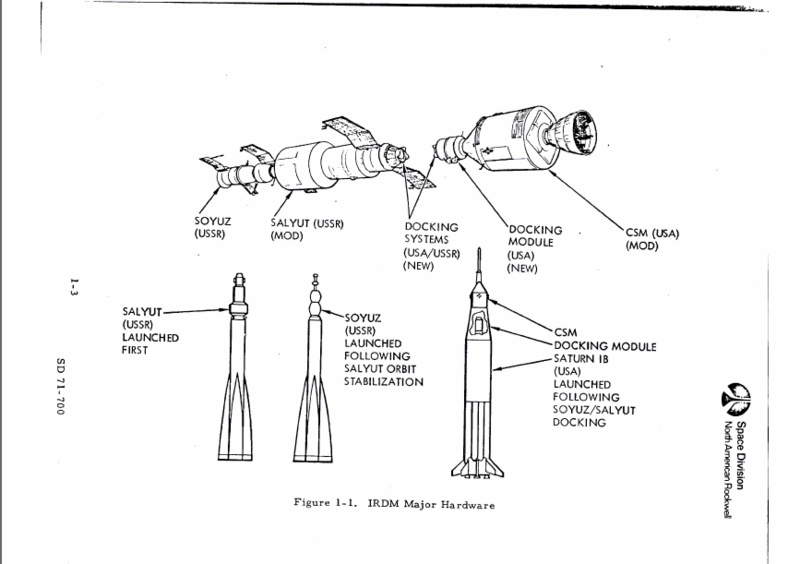 SOYUZ
(USSR)
SALYUT (USSR)
(MOD)
DOCKING
SYSTEMS
(USA/USSR)
(NEW)
DOCKING
MODULE
(USA)
(NEW)
CSM (USA)
(MOD)
SALYUT
(USSR)
LAUNCHED
FIRST
SOYUZ
(USSR)
LAUNCHED
FOLLOWING
SALYUT ORBIT
STABILIZATION
CSM
DOCKING MODULE
SATURN IB
(USA)
LAUNCHED
FOLLOWING
SOYUZ/SALYUT
DOCKING
Figure 1-1. IRDM Major Hardware
1-3
SD 71-700
Space Division
North American Rockwell